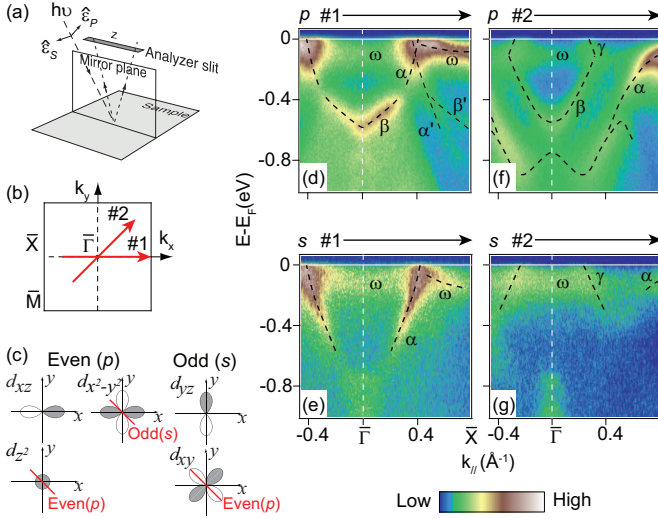 (a)
hυ
ε̂P
ε̂S
z
Analyzer slit
Mirror plane
Sample
(b)
ky
#2
X̄
Γ̄
#1
kx
M̄
(c)
Even (p)
Odd (s)
dxz
y
x
dx²-y²
y
x
Odd(s)
dyz
y
x
dz²
y
x
Even(p)
dxy
y
x
Even(p)
p #1
p #2
0
-0.4
-0.8
E-EF(eV)
ω
α
ω
β
α'
β'
(d)
ω
γ
α
β
(f)
s #1
s #2
0
-0.4
-0.8
ω
ω
α
(e)
ω
γ
α
(g)
-0.4
Γ̄
0.4
X̄
-0.4
Γ̄
0.4
k// (Å-1)
Low
High